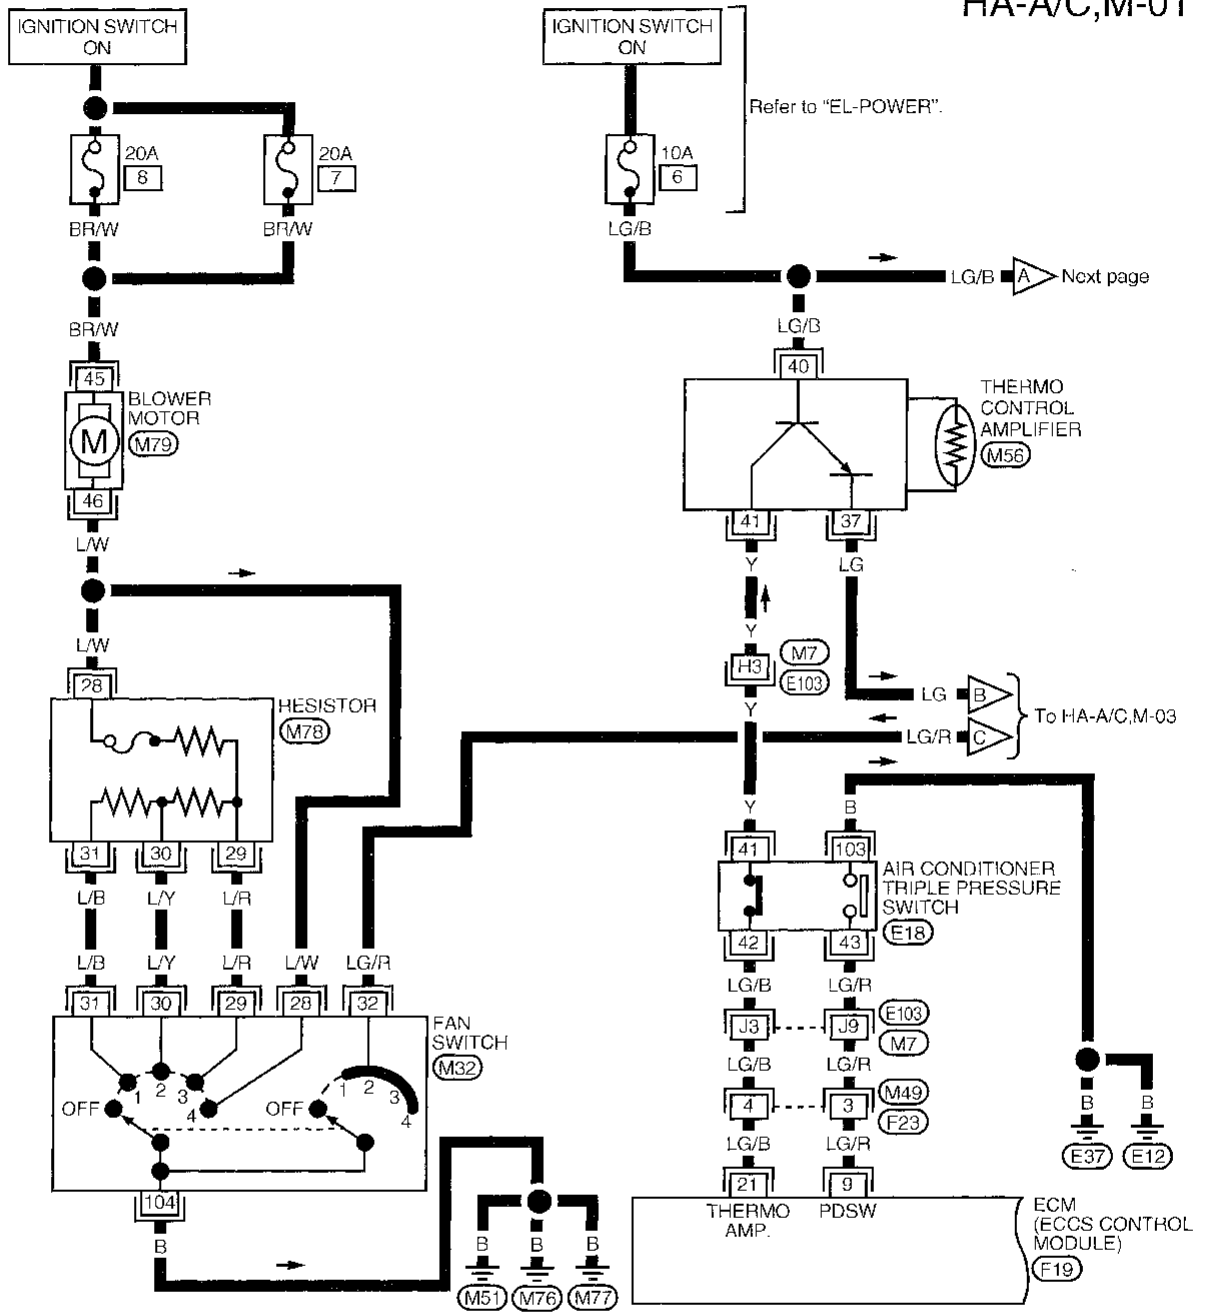 HA-A/C,M-01
IGNITION SWITCH
ON
IGNITION SWITCH
ON
Refer to "EL-POWER".
20A
8
20A
7
10A
6
BR/W
BR/W
LG/B
LG/B
A
Next page
BR/W
LG/B
45
40
BLOWER
MOTOR
M79
M
THERMO
CONTROL
AMPLIFIER
M56
46
41
37
L/W
Y
LG
L/W
Y
H3
M7
E103
28
Y
LG
B
RESISTOR
M78
To HA-A/C,M-03
LG/R
C
Y
B
31
30
29
41
103
L/B
L/Y
L/R
AIR CONDITIONER
TRIPLE PRESSURE
SWITCH
E18
42
43
L/B
L/Y
L/R
L/W
LG/R
LG/B
LG/R
31
30
29
28
32
J3
J9
E103
M7
FAN
SWITCH
M32
LG/B
LG/R
OFF
1
2
3
4
OFF
1
2
3
4
4
3
M49
F23
B
B
LG/B
LG/R
E37
E12
104
21
9
THERMO
AMP.
PDSW
ECM
(ECCS CONTROL
MODULE)
F19
B
B
B
B
M51
M76
M77